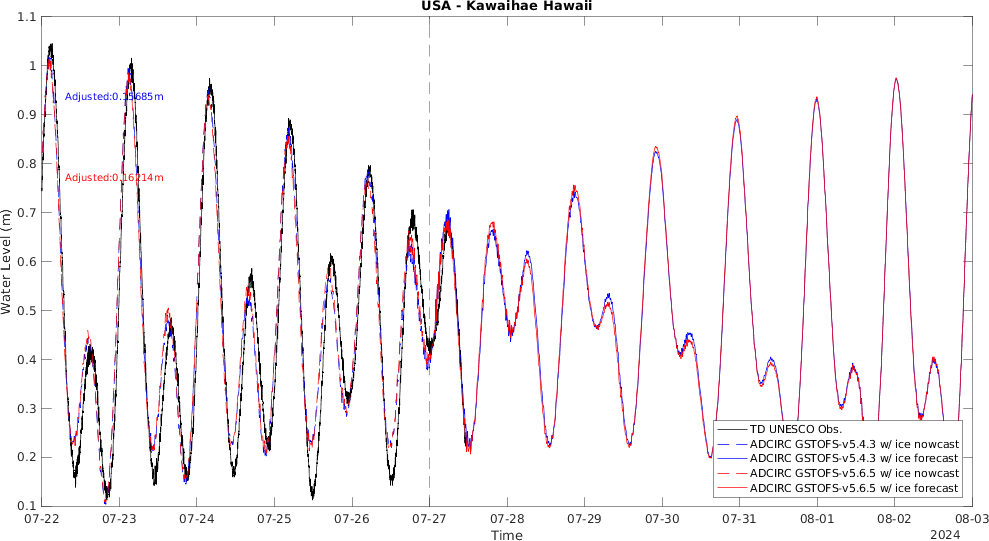 USA - Kawaihae Hawaii
1.1
1
0.9
0.8
0.7
0.6
0.5
0.4
0.3
0.2
0.1
Water Level (m)
Adjusted:0.15685m
Adjusted:0.16214m
TD UNESCO Obs.
ADCIRC GSTOFS-v5.4.3 w/ ice nowcast
ADCIRC GSTOFS-v5.4.3 w/ ice forecast
ADCIRC GSTOFS-v5.6.5 w/ ice nowcast
ADCIRC GSTOFS-v5.6.5 w/ ice forecast
07-22 07-23 07-24 07-25 07-26 07-27 07-28 07-29 07-30 07-31 08-01 08-02 08-03
Time
2024